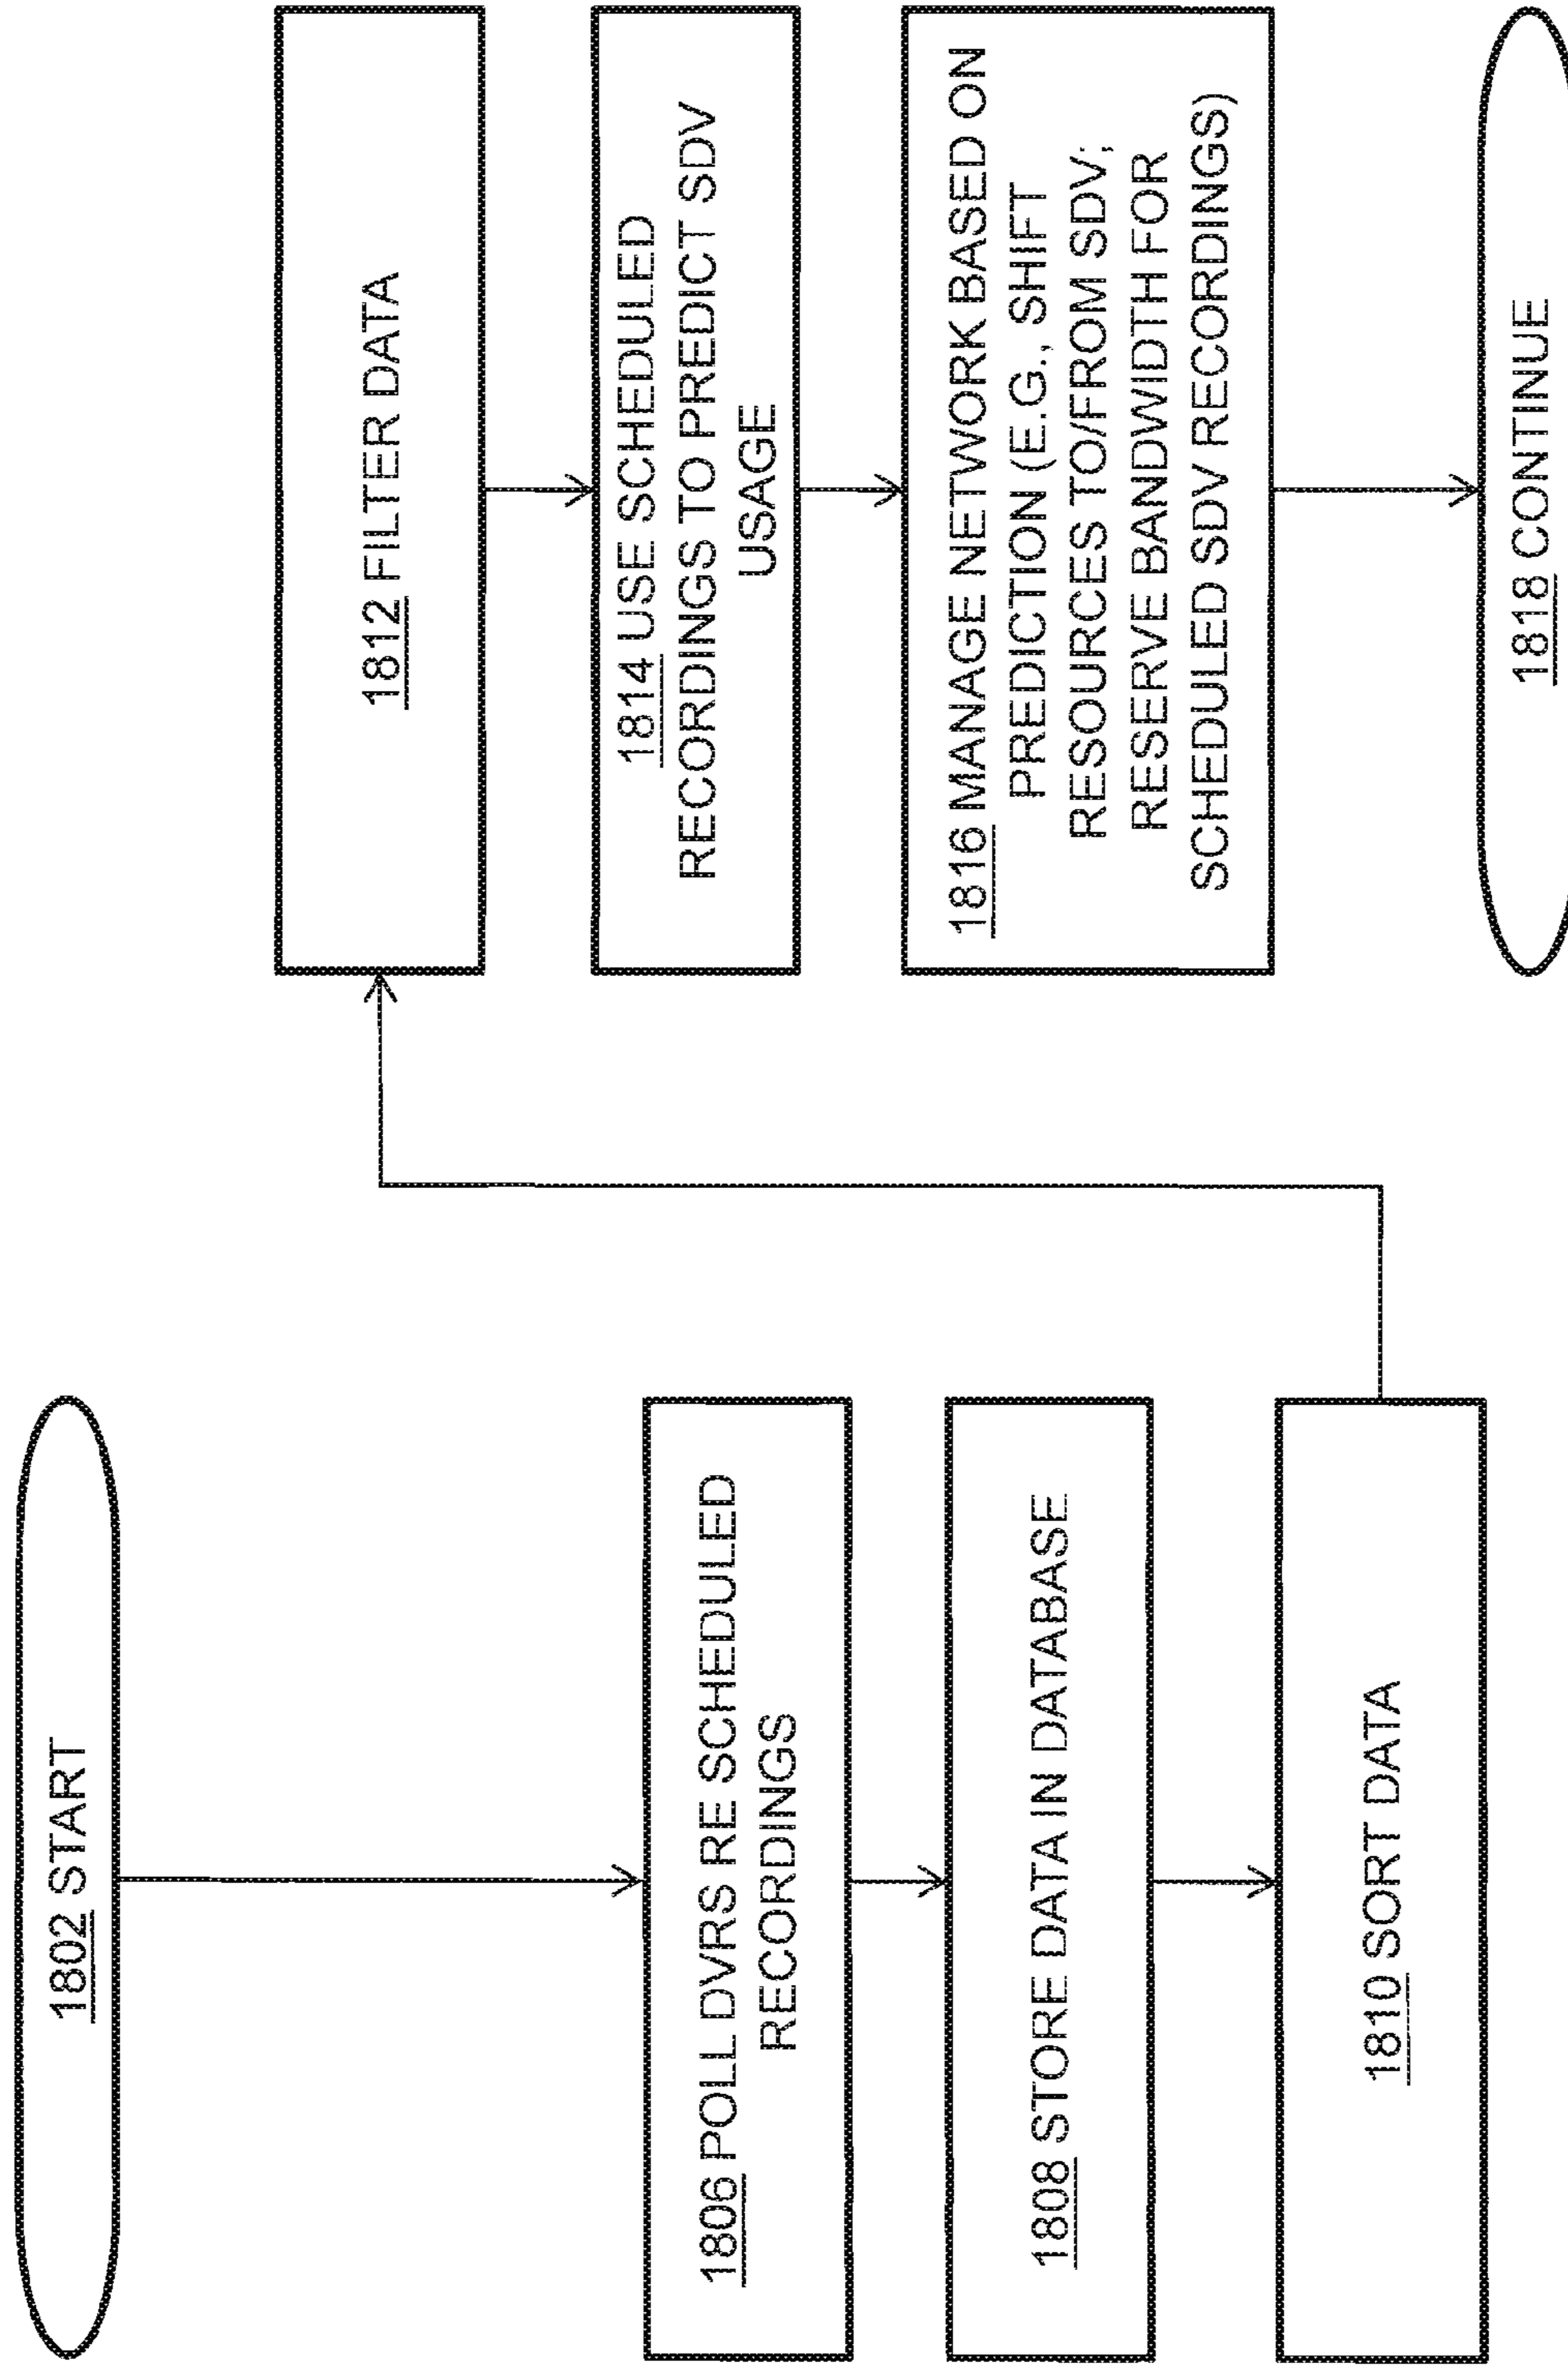 1802 START
1806 POLL DVRS RE SCHEDULED
RECORDINGS
1808 STORE DATA IN DATABASE
1810 SORT DATA
1812 FILTER DATA
1814 USE SCHEDULED
RECORDINGS TO PREDICT SDV
USAGE
1816 MANAGE NETWORK BASED ON
PREDICTION (E.G., SHIFT
RESOURCES TO/FROM SDV;
RESERVE BANDWIDTH FOR
SCHEDULED SDV RECORDINGS)
1818 CONTINUE